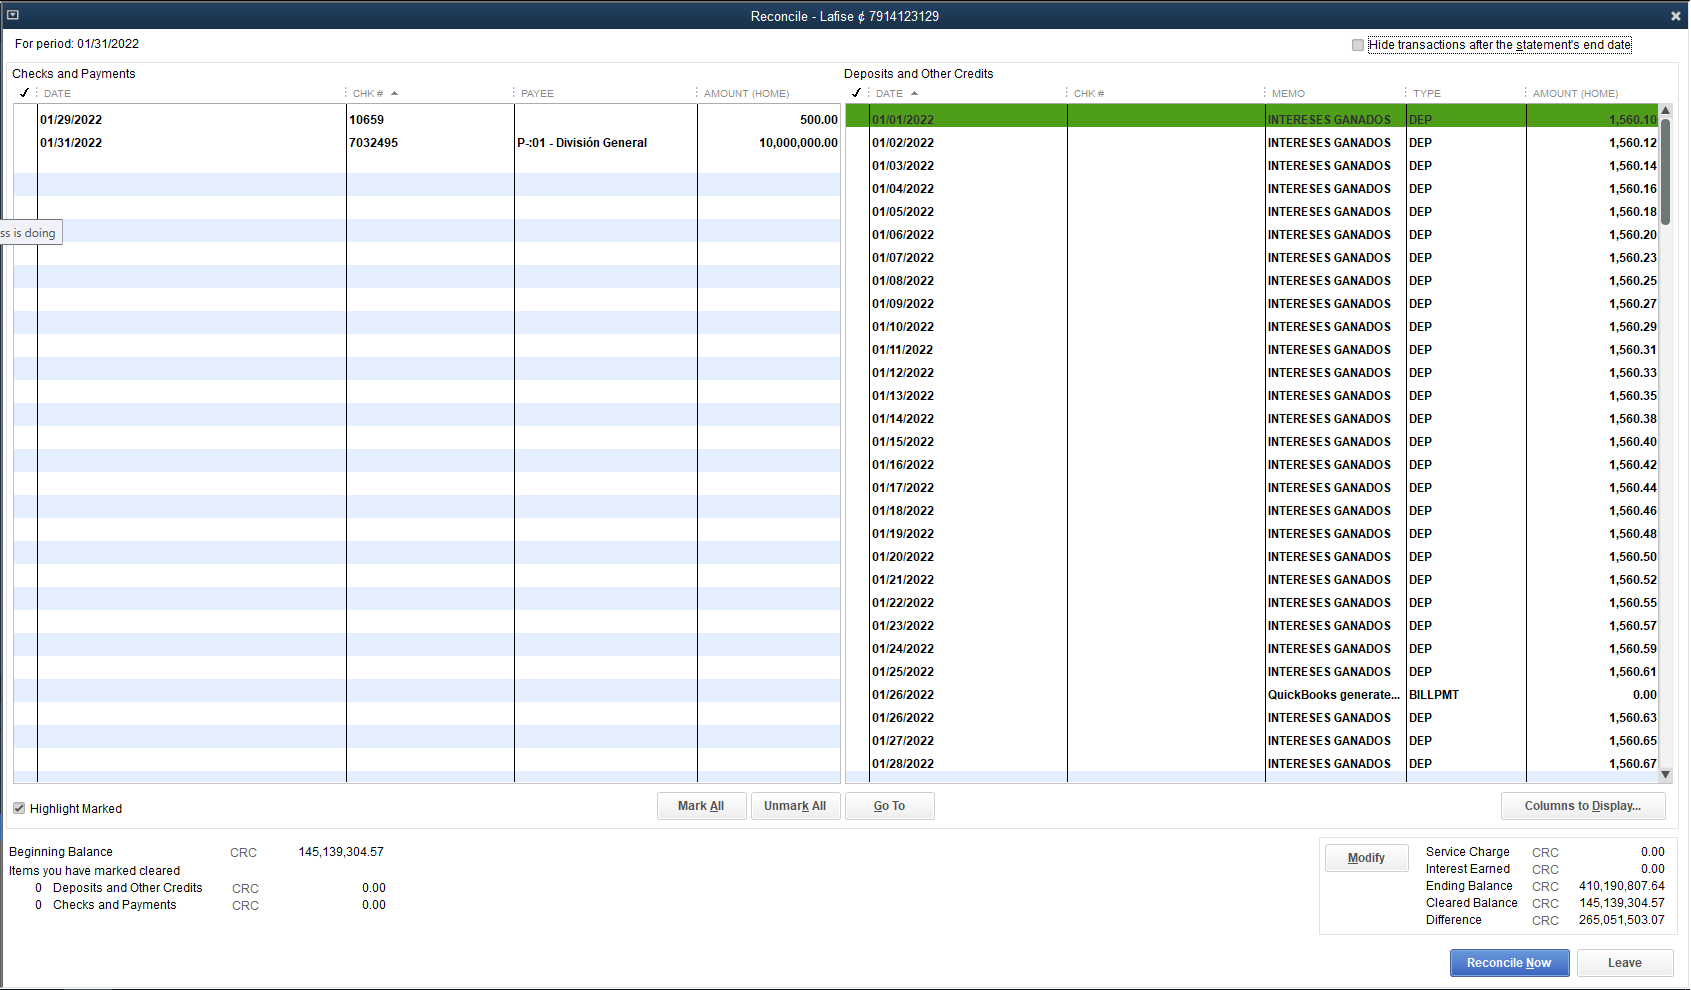 Reconcile - Lafise ¢ 7914123129
For period: 01/31/2022
Hide transactions after the statement's end date
Checks and Payments
✓ DATE CHK # PAYEE AMOUNT (HOME)
01/29/2022 10659 500.00
01/31/2022 7032495 P-:01 - División General 10,000,000.00
ss is doing
Deposits and Other Credits
✓ DATE CHK # MEMO TYPE AMOUNT (HOME)
01/01/2022 INTERESES GANADOS DEP 1,560.10
01/02/2022 INTERESES GANADOS DEP 1,560.12
01/03/2022 INTERESES GANADOS DEP 1,560.14
01/04/2022 INTERESES GANADOS DEP 1,560.16
01/05/2022 INTERESES GANADOS DEP 1,560.18
01/06/2022 INTERESES GANADOS DEP 1,560.20
01/07/2022 INTERESES GANADOS DEP 1,560.23
01/08/2022 INTERESES GANADOS DEP 1,560.25
01/09/2022 INTERESES GANADOS DEP 1,560.27
01/10/2022 INTERESES GANADOS DEP 1,560.29
01/11/2022 INTERESES GANADOS DEP 1,560.31
01/12/2022 INTERESES GANADOS DEP 1,560.33
01/13/2022 INTERESES GANADOS DEP 1,560.35
01/14/2022 INTERESES GANADOS DEP 1,560.38
01/15/2022 INTERESES GANADOS DEP 1,560.40
01/16/2022 INTERESES GANADOS DEP 1,560.42
01/17/2022 INTERESES GANADOS DEP 1,560.44
01/18/2022 INTERESES GANADOS DEP 1,560.46
01/19/2022 INTERESES GANADOS DEP 1,560.48
01/20/2022 INTERESES GANADOS DEP 1,560.50
01/21/2022 INTERESES GANADOS DEP 1,560.52
01/22/2022 INTERESES GANADOS DEP 1,560.55
01/23/2022 INTERESES GANADOS DEP 1,560.57
01/24/2022 INTERESES GANADOS DEP 1,560.59
01/25/2022 INTERESES GANADOS DEP 1,560.61
01/26/2022 QuickBooks generate... BILLPMT 0.00
01/26/2022 INTERESES GANADOS DEP 1,560.63
01/27/2022 INTERESES GANADOS DEP 1,560.65
01/28/2022 INTERESES GANADOS DEP 1,560.67
Highlight Marked
Mark All Unmark All Go To Columns to Display...
Beginning Balance CRC 145,139,304.57
Items you have marked cleared
0 Deposits and Other Credits CRC 0.00
0 Checks and Payments CRC 0.00
Modify
Service Charge CRC 0.00
Interest Earned CRC 0.00
Ending Balance CRC 410,190,807.64
Cleared Balance CRC 145,139,304.57
Difference CRC 265,051,503.07
Reconcile Now Leave